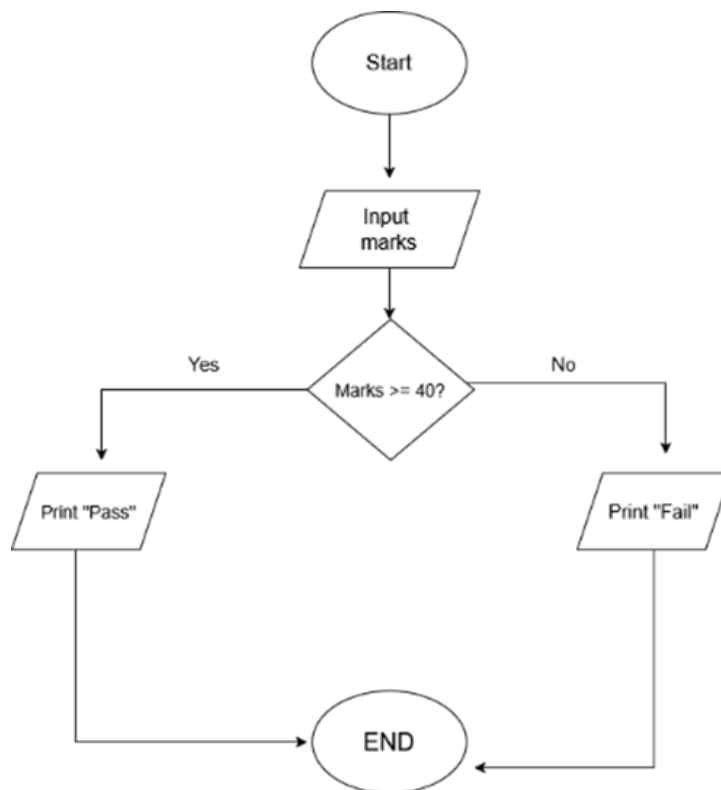 Start
Input
marks
Yes
No
Marks >= 40?
Print "Pass"
Print "Fail"
END